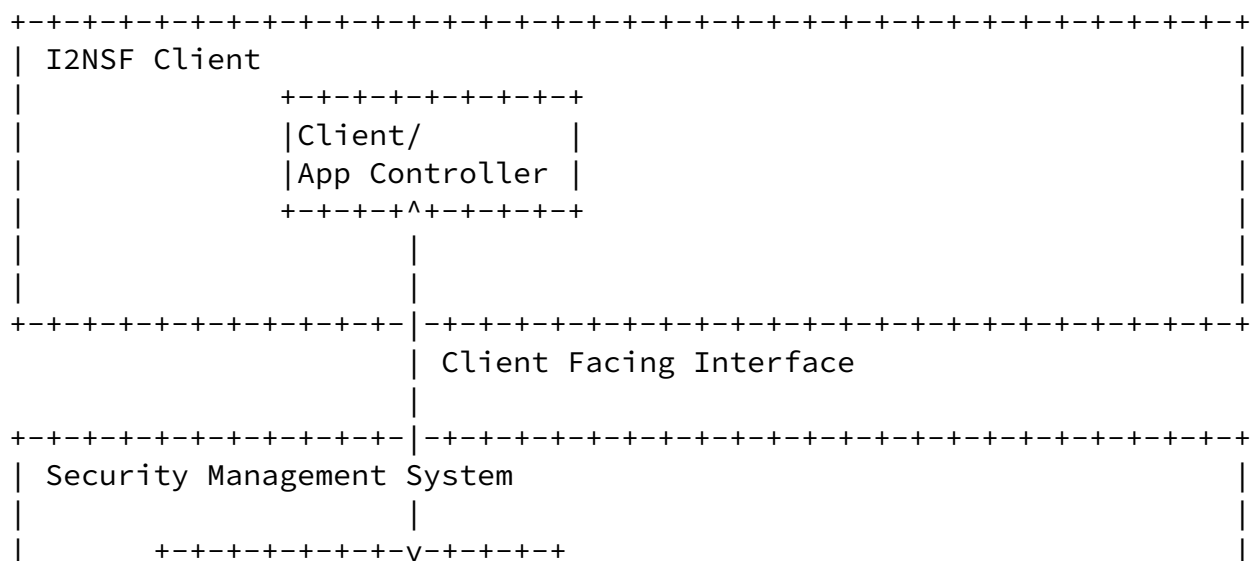 +-+-+-+-+-+-+-+-+-+-+-+-+-+-+-+-+-+-+-+-+-+-+-+-+-+-+-+-+-+-+-+-+-+-+
| I2NSF Client                                                      |
|              +-+-+-+-+-+-+-+-+                                    |
|              |Client/        |                                    |
|              |App Controller |                                    |
|              +-+-+-+^+-+-+-+-+                                    |
|                     |                                             |
|                     |                                             |
+-+-+-+-+-+-+-+-+-+-+-|-+-+-+-+-+-+-+-+-+-+-+-+-+-+-+-+-+-+-+-+-+-+-+
                      | Client Facing Interface
                      |
+-+-+-+-+-+-+-+-+-+-+-|-+-+-+-+-+-+-+-+-+-+-+-+-+-+-+-+-+-+-+-+-+-+-+
| Security Management System                                        |
|                     |                                             |
|       +-+-+-+-+-+-+-v-+-+-+-+                                     |